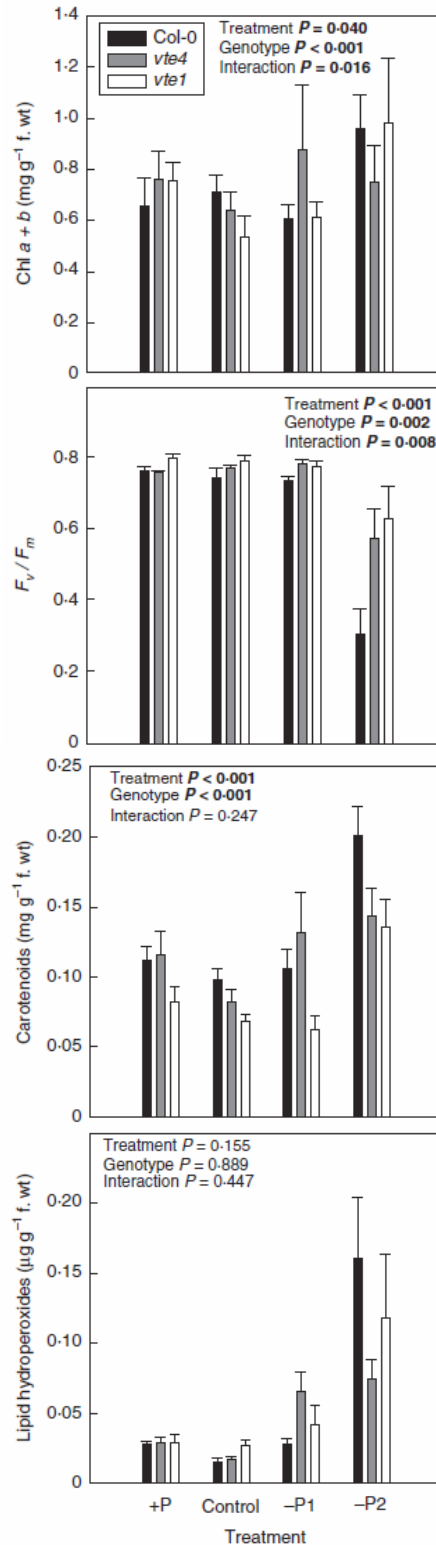 1·4
1·2
1·0
0·8
0·6
0·4
0·2
0
Chl a + b (mg g⁻¹ f. wt)
Col-0
vte4
vte1
Treatment P = 0·040
Genotype P < 0·001
Interaction P = 0·016
0·8
0·6
0·4
0·2
0
Fv / Fm
Treatment P < 0·001
Genotype P = 0·002
Interaction P = 0·008
0·25
0·20
0·15
0·10
0·05
0
Carotenoids (mg g⁻¹ f. wt)
Treatment P < 0·001
Genotype P < 0·001
Interaction P = 0·247
0·20
0·15
0·10
0·05
0
Lipid hydroperoxides (µg g⁻¹ f. wt)
Treatment P = 0·155
Genotype P = 0·889
Interaction P = 0·447
+P Control –P1 –P2
Treatment